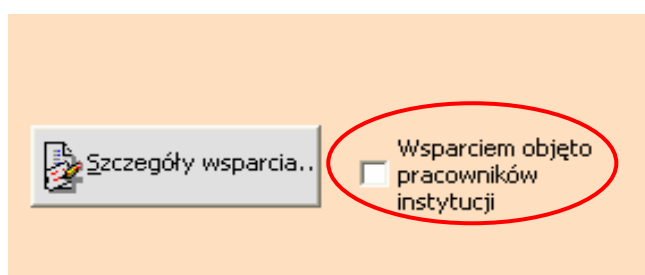 Szczegóły wsparcia..
Wsparciem objęto
pracowników
instytucji